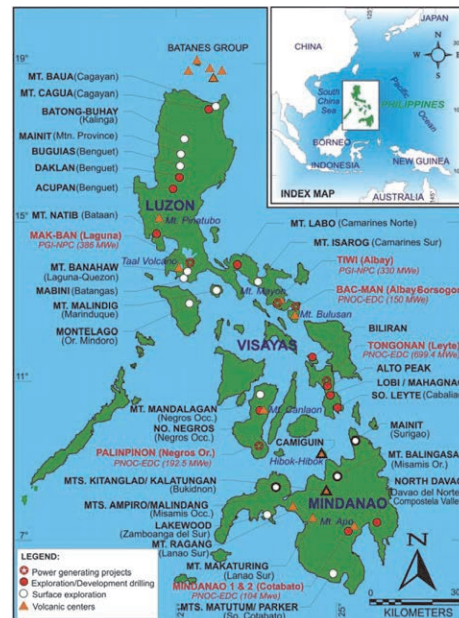 BATANES GROUP
19°
MT. BAUA(Cagayan)
MT. CAGUA (Cagayan)
BATONG-BUHAY
(Kalinga)
MAINIT (Mtn. Province)
BUGUIAS(Benguet)
DAKLAN (Benguet)
ACUPAN (Benguet)
LUZON
MT. NATIB (Bataan)
15°
Mt. Pinatubo
MAK-BAN (Laguna)
PGI-NPC (386 MWe)
Taal Volcano
MT. BANAHAW
(Laguna-Quezon)
MABINI (Batangas)
MT. MALINDIG
(Marinduque)
MONTELAGO
(Or. Mindoro)
MT. LABO (Camarines Norte)
MT. ISAROG (Camarines Sur)
TIWI (Albay)
PGI-NPC (330 MWe)
Mt. Mayon
BAC-MAN (Albay&Sorsogon)
PNOC-EDC (150 MWe)
Mt. Bulusan
VISAYAS
BILIRAN
TONGONAN (Leyte)
PNOC-EDC (699.4 MWe)
ALTO PEAK
LOBI / MAHAGNAO
SO. LEYTE (Cabalian)
11°
MT. MANDALAGAN
(Negros Occ.)
Mt. Canlaon
NO. NEGROS
(Negros Occ.)
PALINPINON (Negros Or.)
PNOC-EDC (192.5 MWe)
CAMIGUIN
Hibok-Hibok
MAINIT
(Surigao)
MT. BALINGASAG
(Misamis Or.)
NORTH DAVAO
(Davao del Norte
Compostela Valley)
MTS. KITANGLAD/ KALATUNGAN
(Bukidnon)
MTS. AMPIRO/MALINDANG
(Misamis Occ.)
MINDANAO
LAKEWOOD
(Zamboanga del Sur)
Mt. Apo
MT. RAGANG
(Lanao Sur)
7°
MT. MAKATURING
(Lanao Sur)
MINDANAO 1 & 2 (Cotabato)
PNOC-EDC (104 MWe)
MTS. MATUTUM/ PARKER
(So. Cotabato)
LEGEND:
Power generating projects
Exploration/Development drilling
Surface exploration
Volcanic centers
N
KILOMETERS
CHINA
JAPAN
N
W
E
S
South
China
Sea
Pacific
Ocean
PHILIPPINES
BORNEO
INDONESIA
NEW GUINEA
AUSTRALIA
INDEX MAP